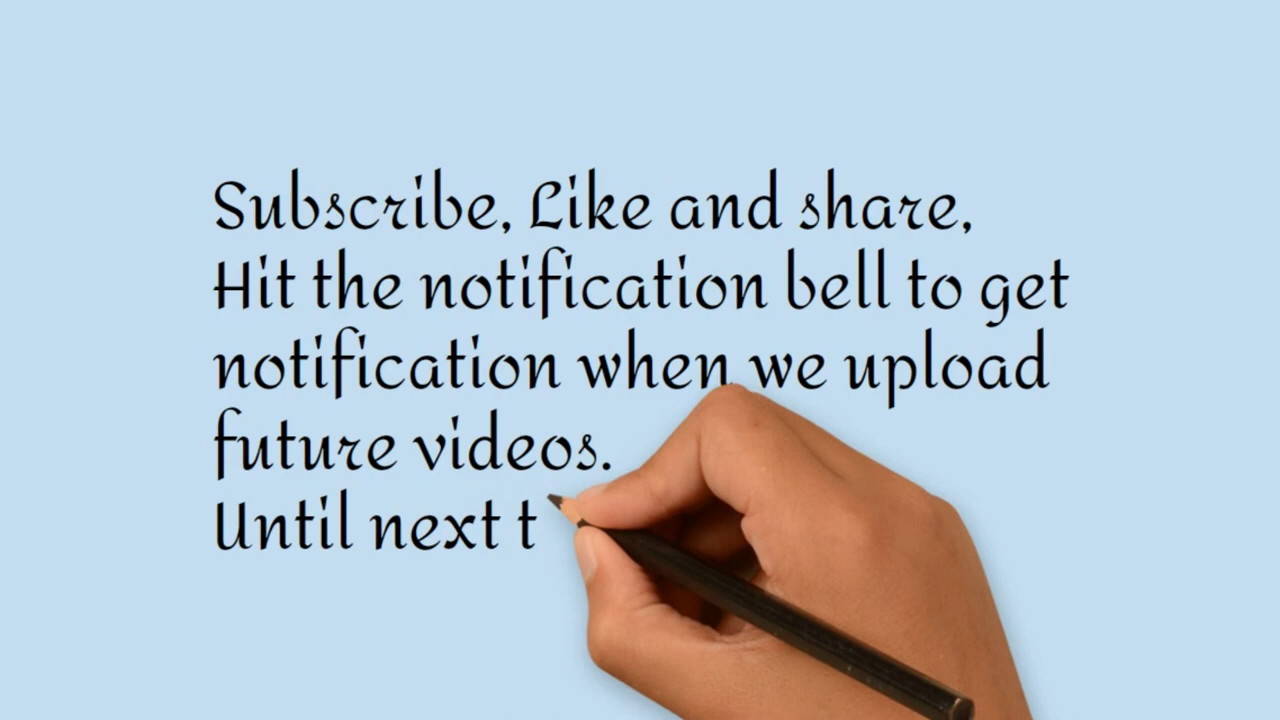 Subscribe, Like and share,
Hit the notification bell to get
notification when we upload
future videos.
Until next t